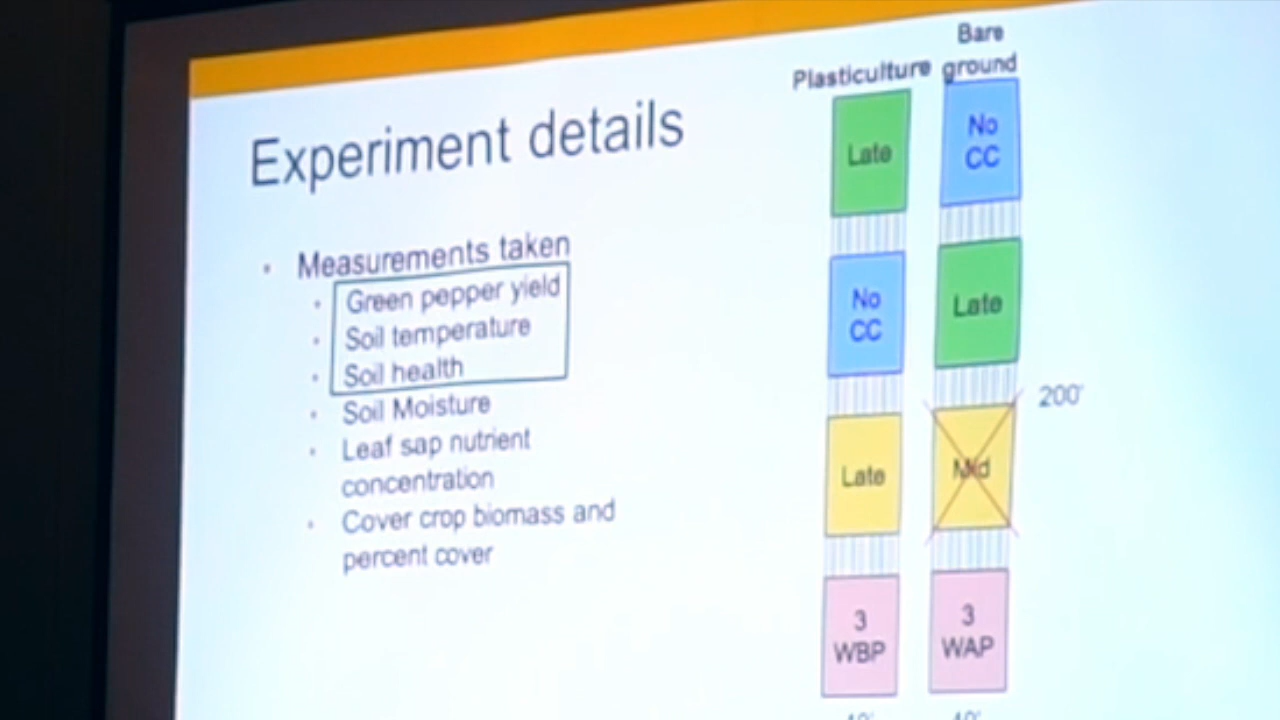 Experiment details
Measurements taken
Green pepper yield
Soil temperature
Soil health
Soil Moisture
Leaf sap nutrient
concentration
Cover crop biomass and
percent cover
Plasticulture
Bare
ground
Late
No
CC
No
CC
Late
Late
Mid
200'
3
WBP
3
WAP